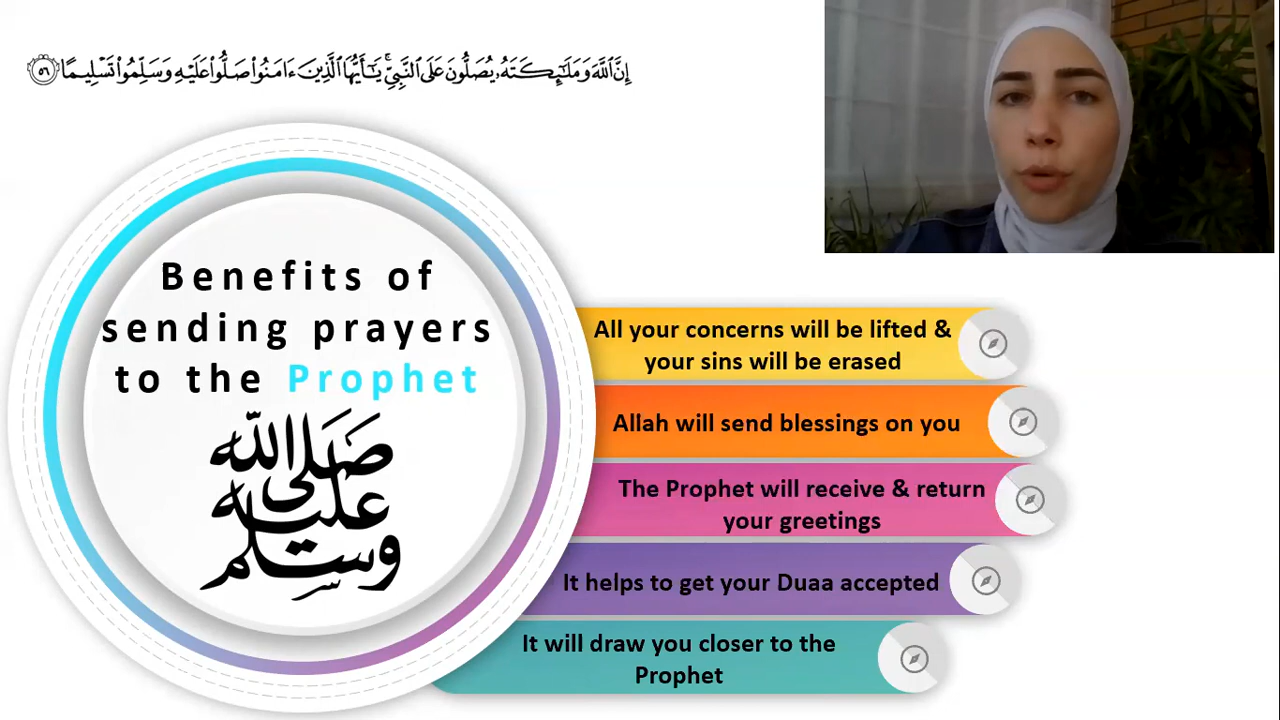 إِنَّ ٱللَّهَ وَمَلَـٰٓئِكَتَهُۥ يُصَلُّونَ عَلَى ٱلنَّبِىِّ ۚ يَـٰٓأَيُّهَا ٱلَّذِينَ ءَامَنُوا۟ صَلُّوا۟ عَلَيْهِ وَسَلِّمُوا۟ تَسْلِيمًا ٥٦
Benefits of
sending prayers
to the Prophet
صلى الله
عليه
وسلم
All your concerns will be lifted &
your sins will be erased
Allah will send blessings on you
The Prophet will receive & return
your greetings
It helps to get your Duaa accepted
It will draw you closer to the
Prophet